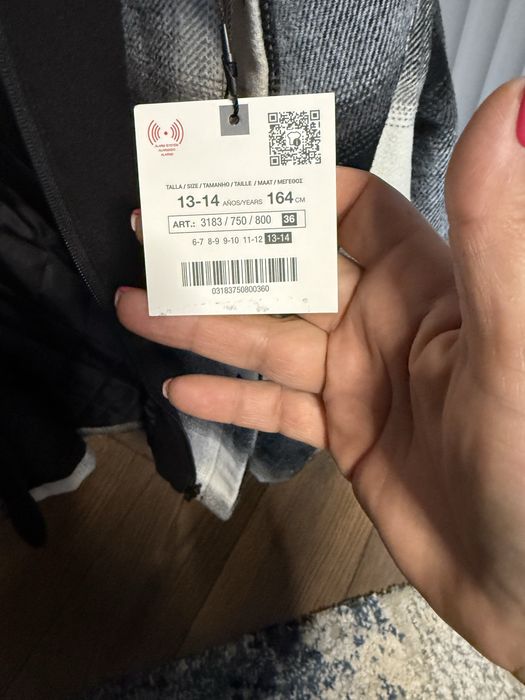 ALARM SYSTEM
TALLA / SIZE / TAMANHO / TAILLE / MAAT / ΜΕΓΕΘΟΣ
13-14 AÑOS/YEARS 164 CM
ART.: 3183 / 750 / 800 36
6-7 8-9 9-10 11-12 13-14
03183750800360